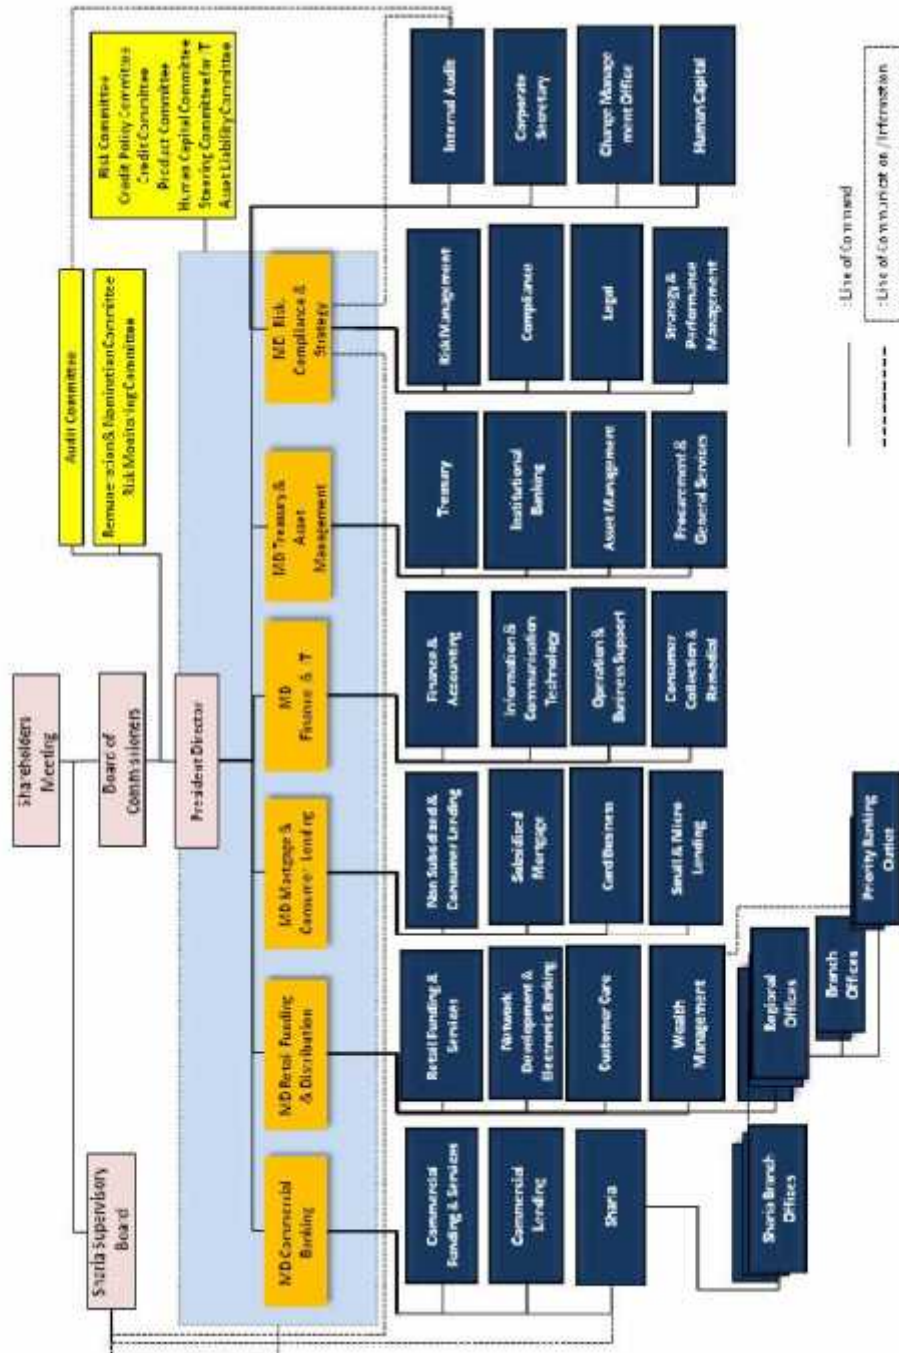 Shareholders
Meeting
Sharia Supervisory
Board
Board of
Commissioners
Audit Committee
Remuneration & Nomination Committee
Risk Monitoring Committee
President Director
Risk Committee
Credit Policy Committee
Credit Committee
Product Committee
Human Capital Committee
Steering Committee for IT
Asset Liability Committee
MD Commercial
Banking
MD Retail Funding
& Distribution
MD Mortgage &
Consumer Lending
MD
Finance & IT
MD Treasury &
Asset
Management
MD Risk,
Compliance &
Strategy
Commercial
Funding & Services
Commercial
Lending
Sharia
Retail Funding &
Services
Network
Development &
Electronic Banking
Customer Care
Wealth
Management
Non Subsidized &
Consumer Lending
Subsidized
Mortgage
Card Business
Small & Micro
Lending
Finance &
Accounting
Information &
Communication
Technology
Operation &
Business Support
Consumer
Collection &
Remedial
Treasury
Institutional
Banking
Asset Management
Procurement &
General Services
Risk Management
Compliance
Legal
Strategy &
Performance
Management
Internal Audit
Corporate
Secretary
Change Manage
ment Office
Human Capital
Sharia Branch
Offices
Regional
Offices
Branch
Offices
Priority Banking
Outlet
: Line of Command
: Line of Communication / Information